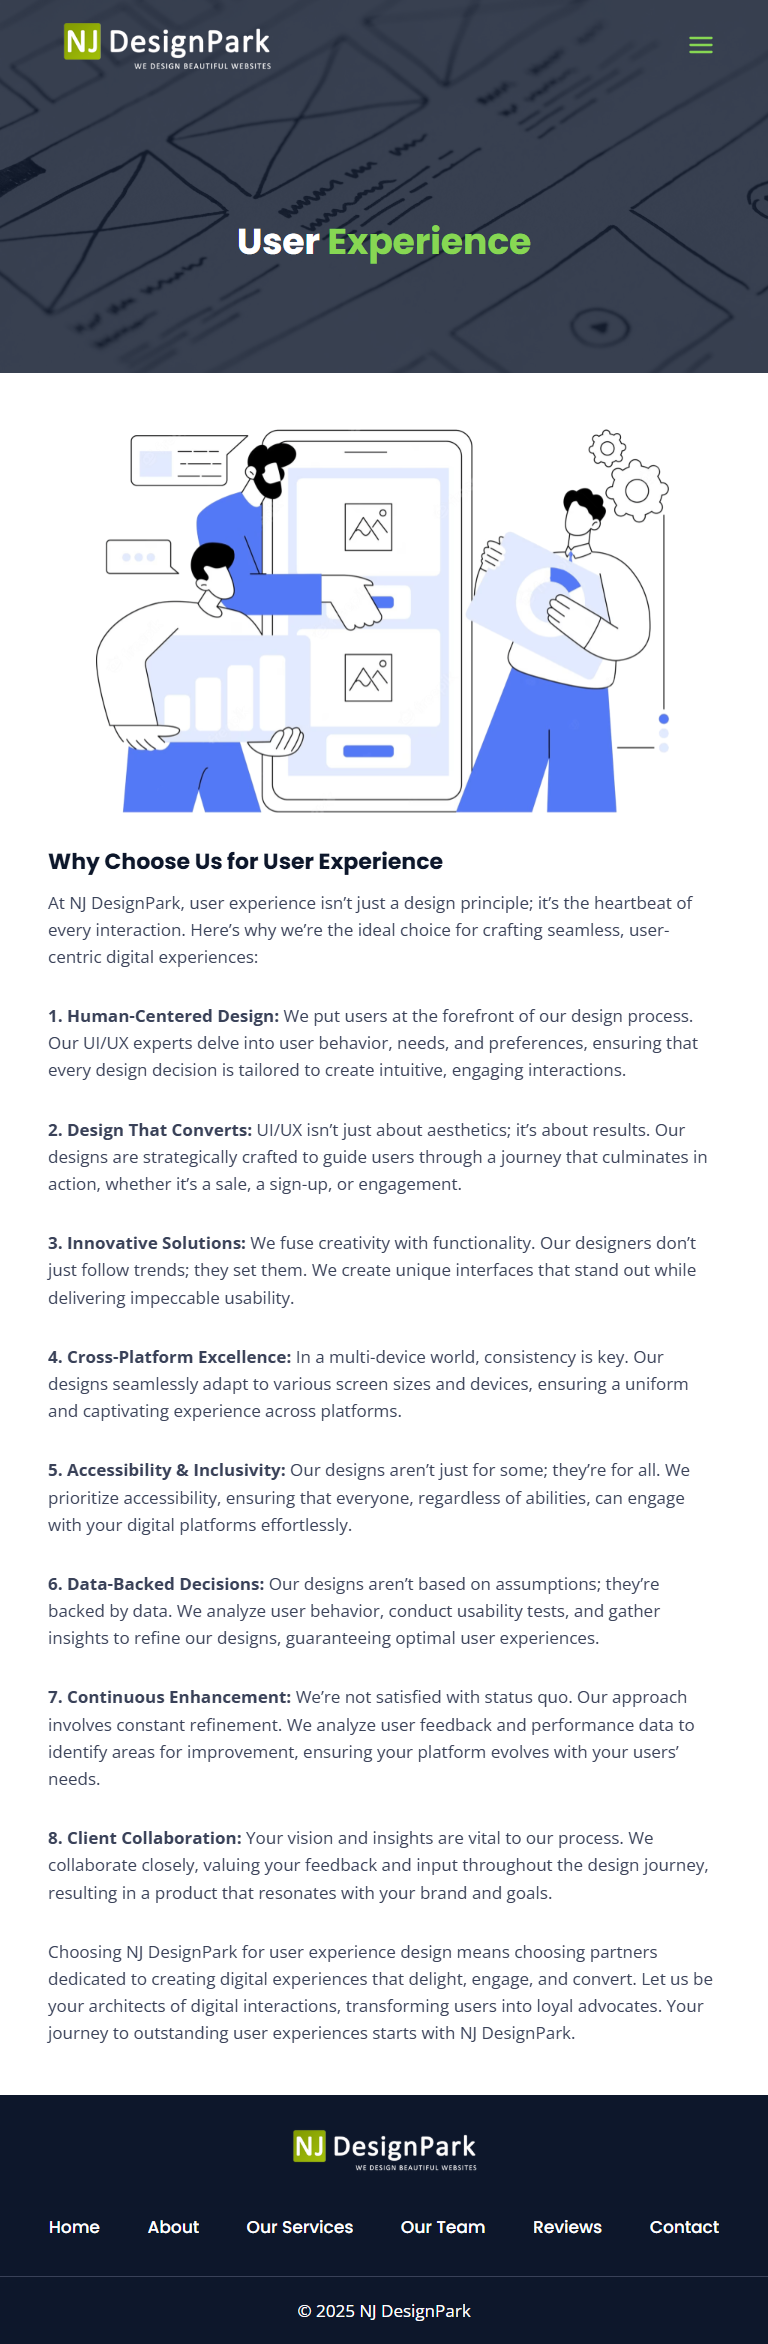 NJ DesignPark
WE DESIGN BEAUTIFUL WEBSITES
User Experience
Why Choose Us for User Experience
At NJ DesignPark, user experience isn’t just a design principle; it’s the heartbeat of
every interaction. Here’s why we’re the ideal choice for crafting seamless, user-
centric digital experiences:
1. Human-Centered Design: We put users at the forefront of our design process.
Our UI/UX experts delve into user behavior, needs, and preferences, ensuring that
every design decision is tailored to create intuitive, engaging interactions.
2. Design That Converts: UI/UX isn’t just about aesthetics; it’s about results. Our
designs are strategically crafted to guide users through a journey that culminates in
action, whether it’s a sale, a sign-up, or engagement.
3. Innovative Solutions: We fuse creativity with functionality. Our designers don’t
just follow trends; they set them. We create unique interfaces that stand out while
delivering impeccable usability.
4. Cross-Platform Excellence: In a multi-device world, consistency is key. Our
designs seamlessly adapt to various screen sizes and devices, ensuring a uniform
and captivating experience across platforms.
5. Accessibility & Inclusivity: Our designs aren’t just for some; they’re for all. We
prioritize accessibility, ensuring that everyone, regardless of abilities, can engage
with your digital platforms effortlessly.
6. Data-Backed Decisions: Our designs aren’t based on assumptions; they’re
backed by data. We analyze user behavior, conduct usability tests, and gather
insights to refine our designs, guaranteeing optimal user experiences.
7. Continuous Enhancement: We’re not satisfied with status quo. Our approach
involves constant refinement. We analyze user feedback and performance data to
identify areas for improvement, ensuring your platform evolves with your users’
needs.
8. Client Collaboration: Your vision and insights are vital to our process. We
collaborate closely, valuing your feedback and input throughout the design journey,
resulting in a product that resonates with your brand and goals.
Choosing NJ DesignPark for user experience design means choosing partners
dedicated to creating digital experiences that delight, engage, and convert. Let us be
your architects of digital interactions, transforming users into loyal advocates. Your
journey to outstanding user experiences starts with NJ DesignPark.
NJ DesignPark
WE DESIGN BEAUTIFUL WEBSITES
Home About Our Services Our Team Reviews Contact
© 2025 NJ DesignPark